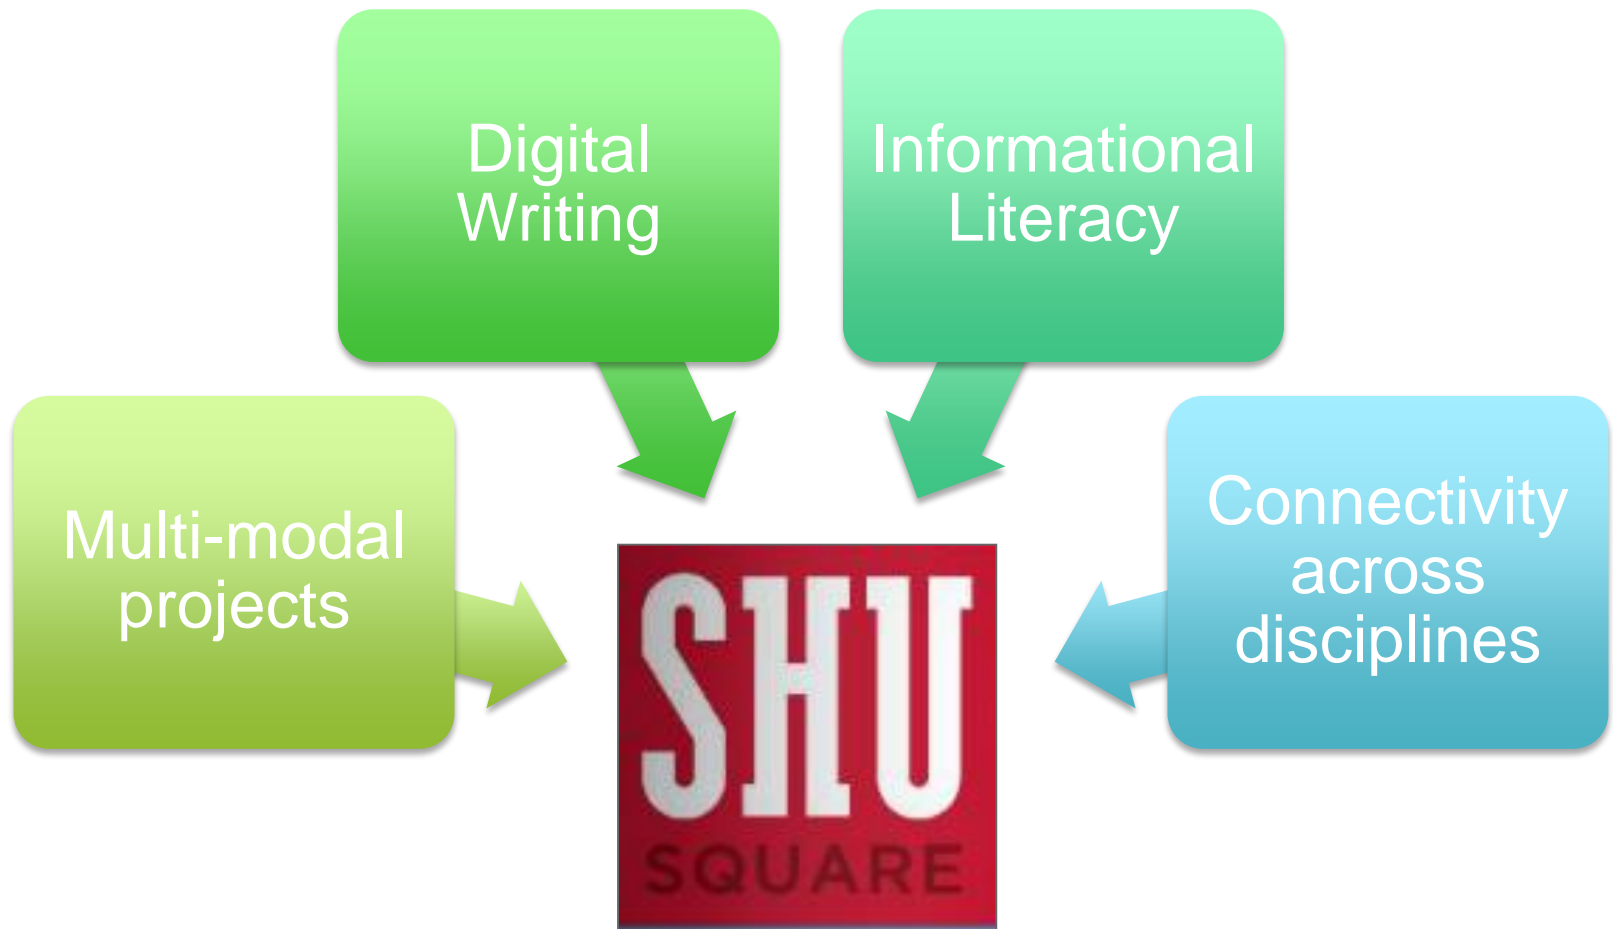 Digital
Writing
Informational
Literacy
Multi-modal
projects
Connectivity
across
disciplines
SHU
SQUARE